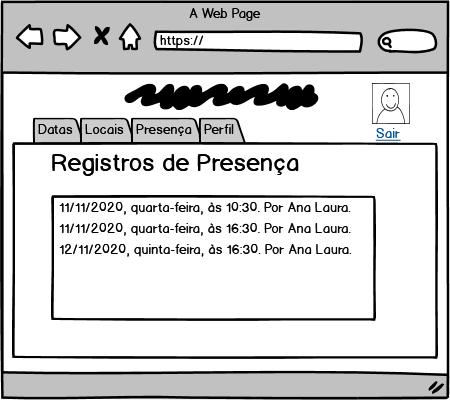 A Web Page
https://
Sair
Datas Locais Presença Perfil
Registros de Presença
11/11/2020, quarta-feira, às 10:30. Por Ana Laura.
11/11/2020, quarta-feira, às 16:30. Por Ana Laura.
12/11/2020, quinta-feira, às 16:30. Por Ana Laura.